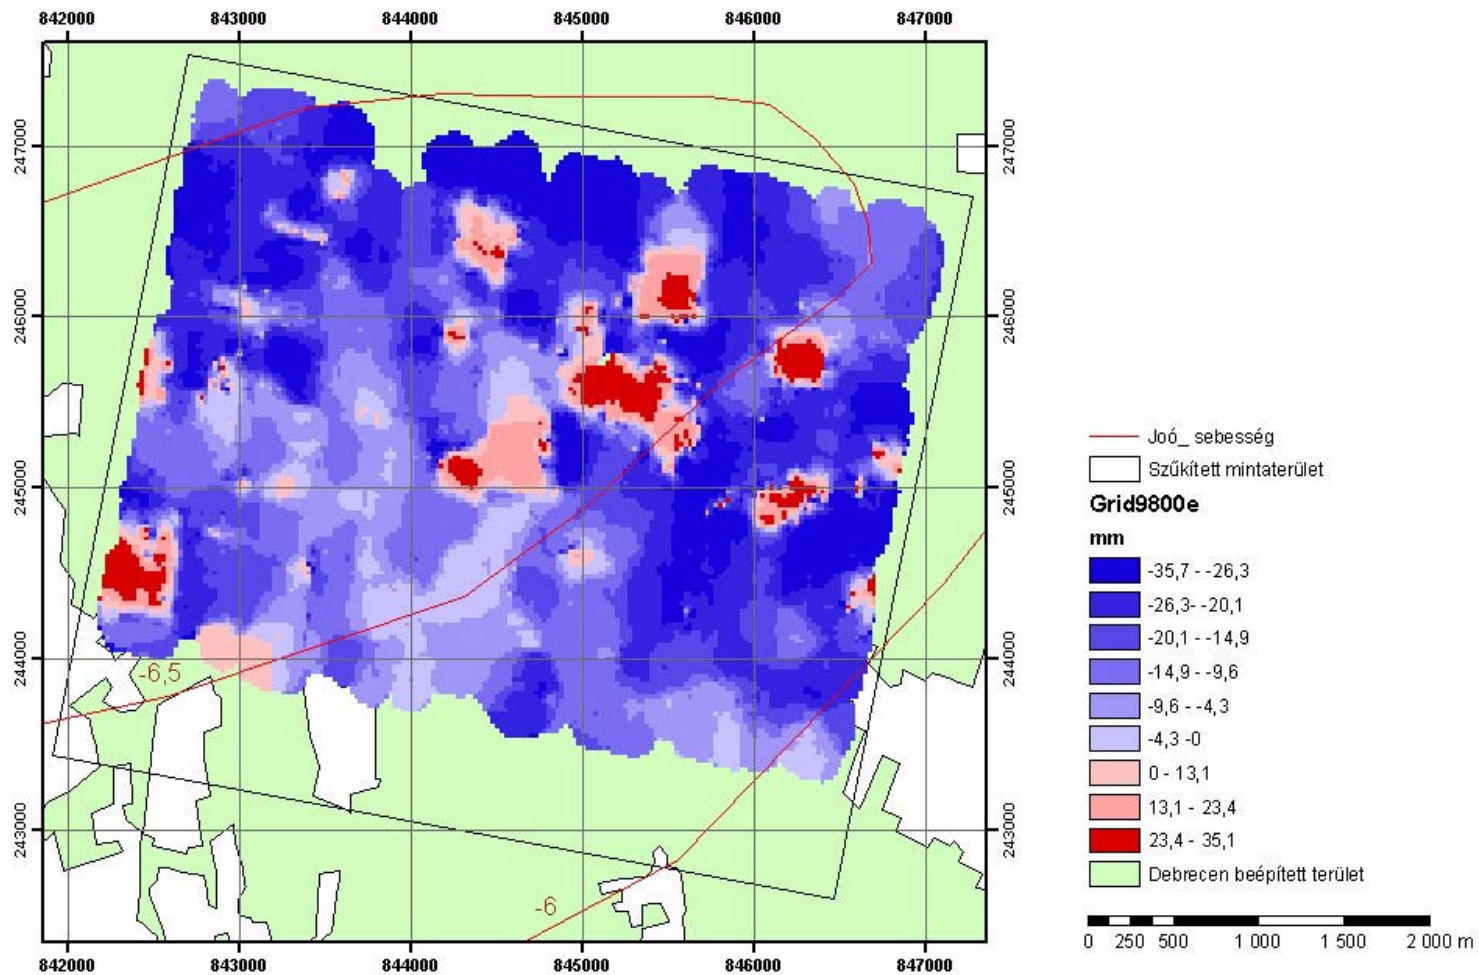 842000 843000 844000 845000 846000 847000
247000 247000
246000 246000
245000 245000
244000 244000
243000 243000
-6,5
-6
842000 843000 844000 845000 846000 847000
Joó_ sebesség
Szűkített mintaterület
Grid9800e
mm
-35,7 - -26,3
-26,3- -20,1
-20,1 - -14,9
-14,9 - -9,6
-9,6 - -4,3
-4,3 -0
0 - 13,1
13,1 - 23,4
23,4 - 35,1
Debrecen beépített terület
0 250 500 1 000 1 500 2 000 m